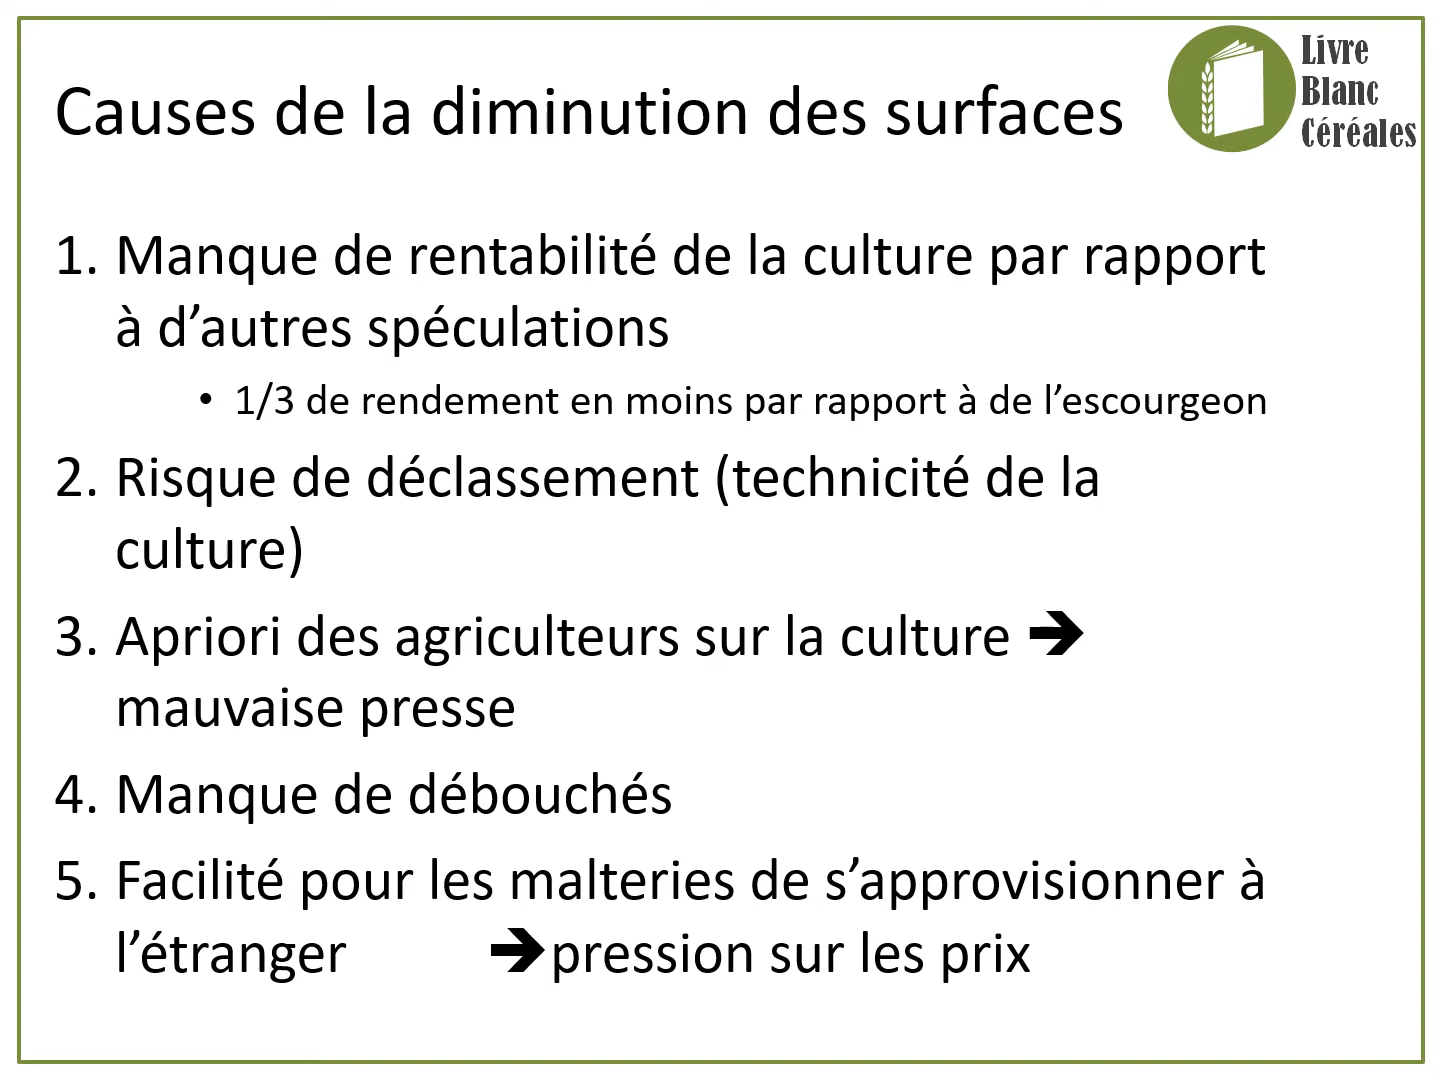 Causes de la diminution des surfaces
Livre
Blanc
Céréales
1. Manque de rentabilité de la culture par rapport
à d’autres spéculations
• 1/3 de rendement en moins par rapport à de l’escourgeon
2. Risque de déclassement (technicité de la
culture)
3. Apriori des agriculteurs sur la culture ➔
mauvaise presse
4. Manque de débouchés
5. Facilité pour les malteries de s’approvisionner à
l’étranger ➔pression sur les prix